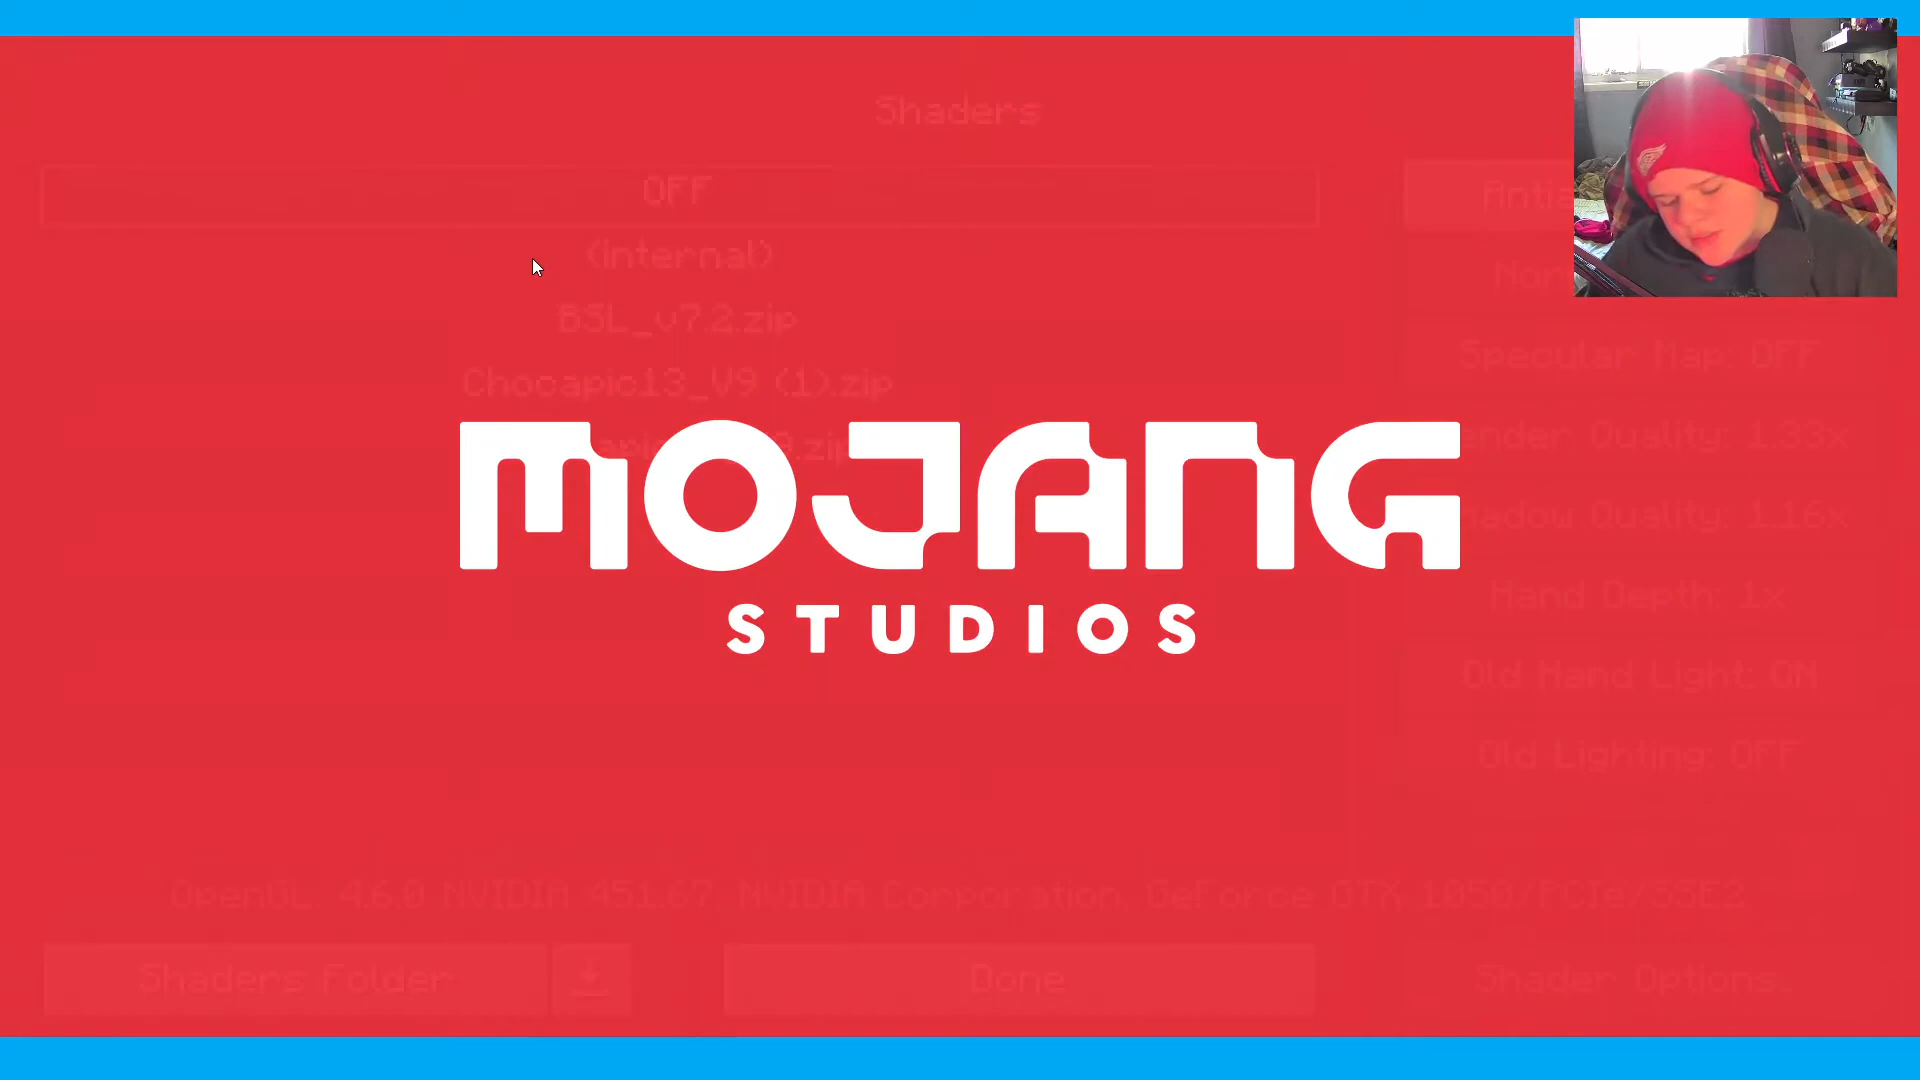 Shaders
OFF
(internal)
BSL_v7.2.zip
Chocapic13_V9 (1).zip
MOJANG
STUDIOS
Specular Map: OFF
Render Quality: 1.33x
Shadow Quality: 1.16x
Hand Depth: 1x
Old Hand Light: ON
Old Lighting: OFF
OpenGL: 4.6.0 NVIDIA 451.67, NVIDIA Corporation, GeForce GTX 1050/PCIe/SSE2
Shaders Folder
Done
Shader Options...